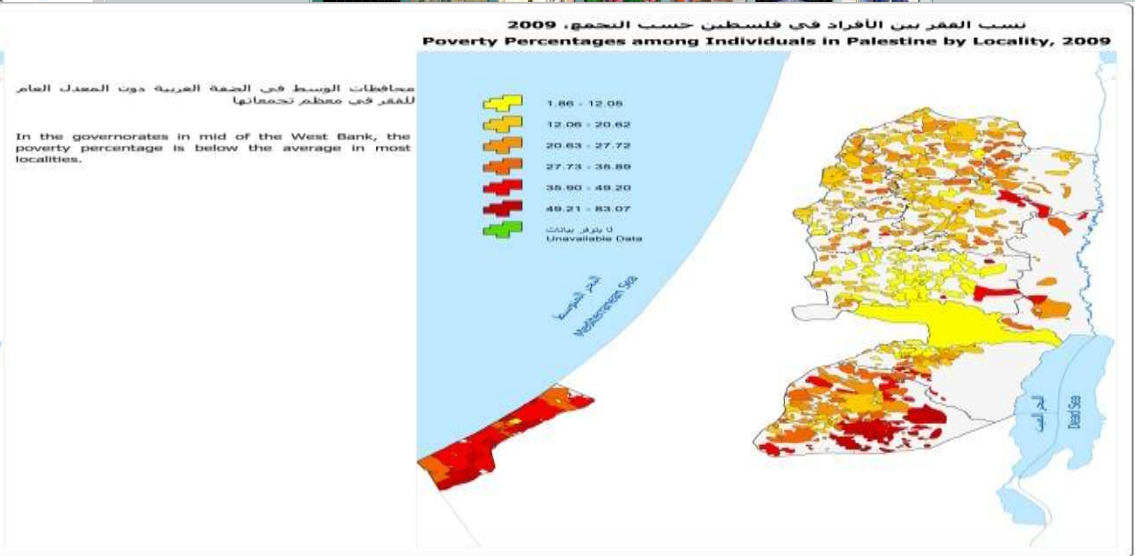 نسب الفقر بين الأفراد في فلسطين حسب التجمع، 2009
Poverty Percentages among Individuals in Palestine by Locality, 2009
محافظات الوسط في الضفة الغربية دون المعدل العام
للفقر في معظم تجمعاتها
In the governorates in mid of the West Bank, the
poverty percentage is below the average in most
localities.
1.86 - 12.05
12.06 - 20.62
20.63 - 27.72
27.73 - 38.89
38.90 - 49.20
49.21 - 83.07
لا يتوفر بيانات
Unavailable Data
البحر المتوسط
Mediterranean Sea
البحر الميت
Dead Sea